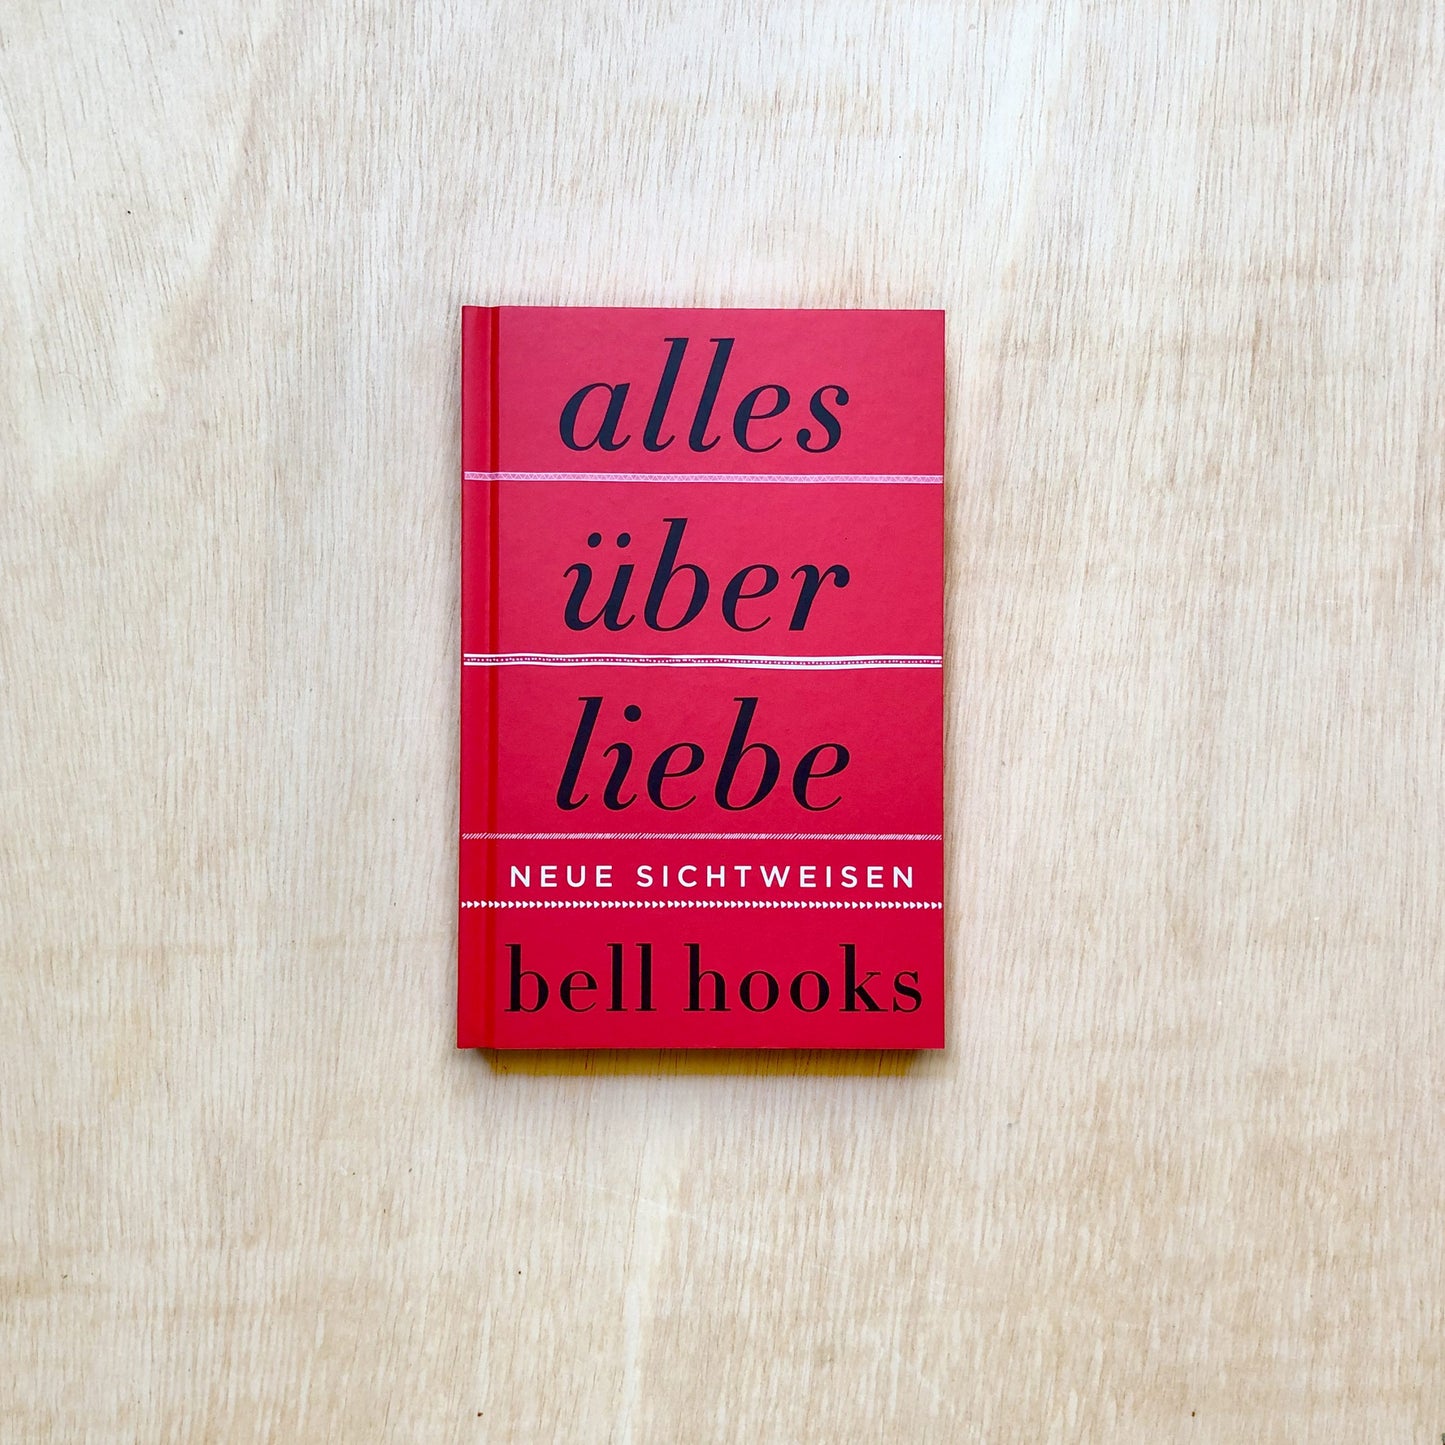 alles
über
liebe
NEUE SICHTWEISEN
bell hooks